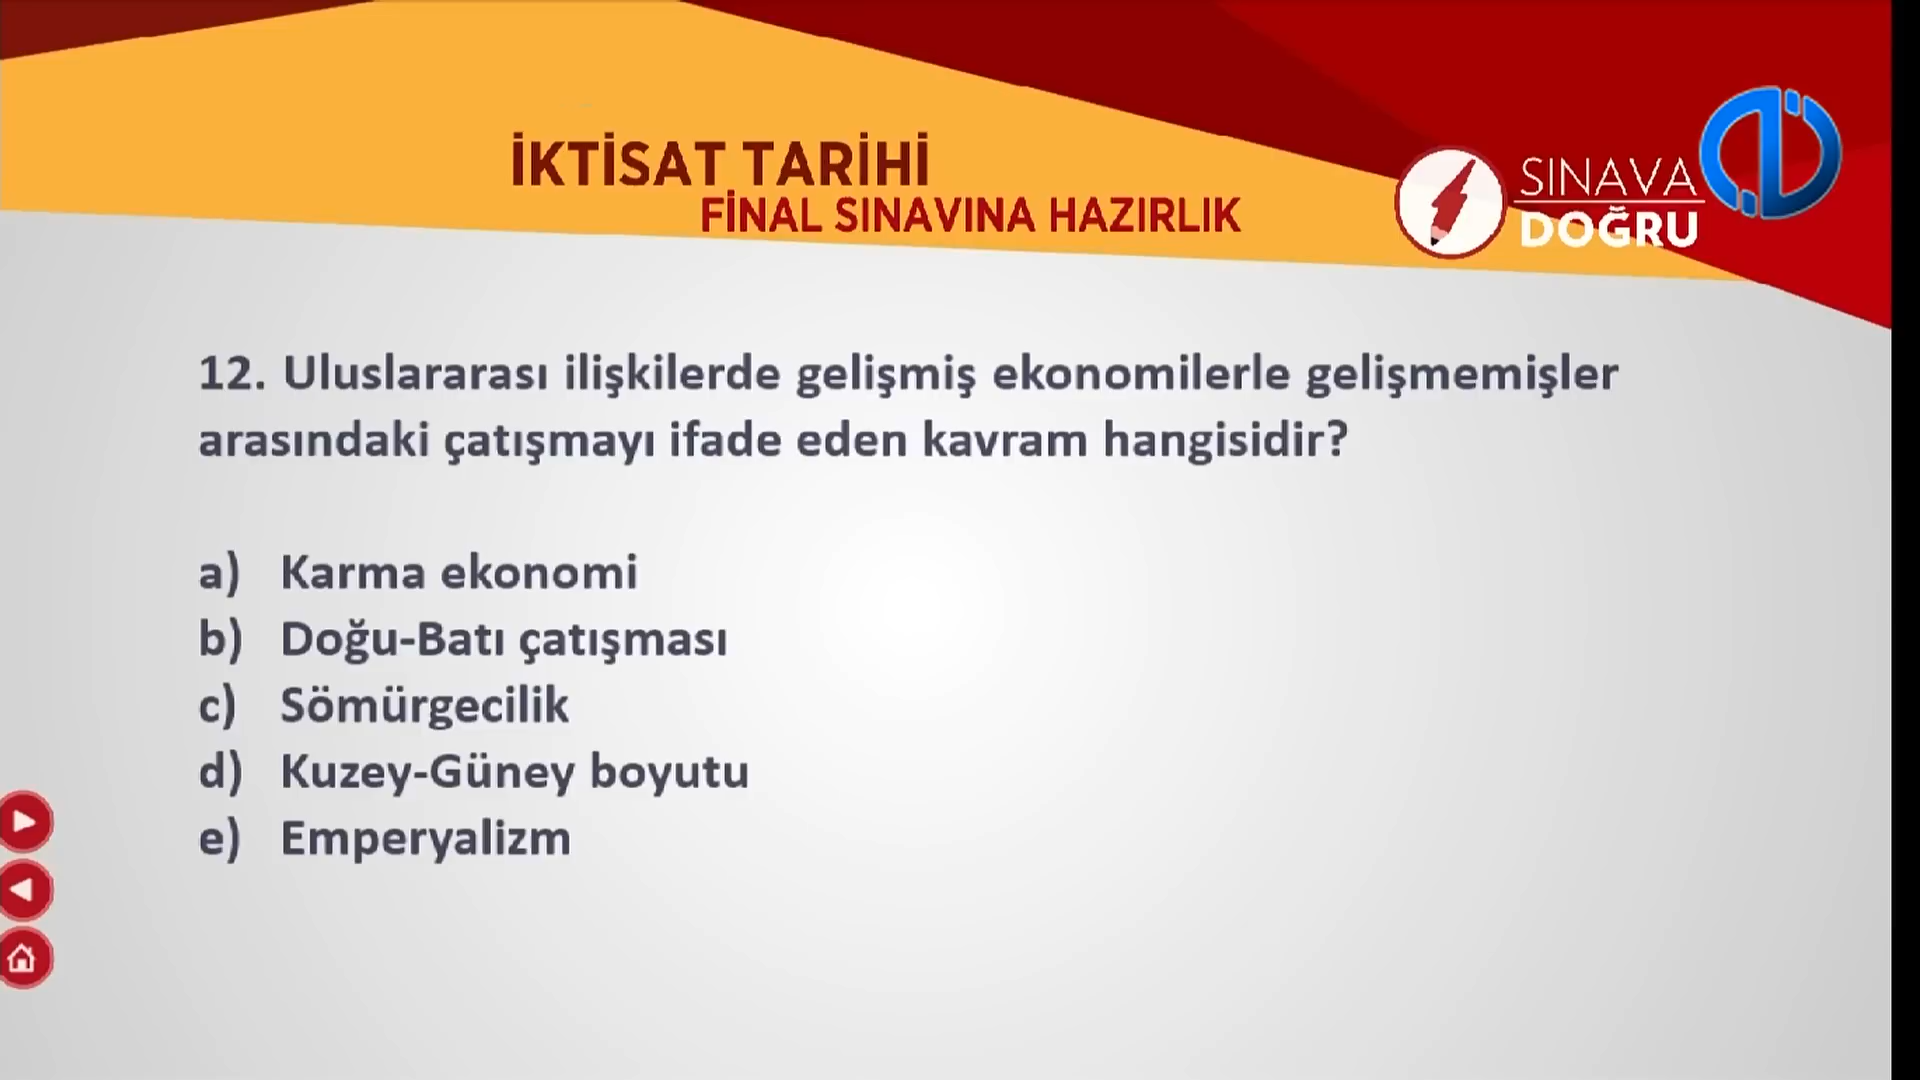 İKTİSAT TARİHİ
FİNAL SINAVINA HAZIRLIK
SINAVA
DOĞRU
12. Uluslararası ilişkilerde gelişmiş ekonomilerle gelişmemişler
arasındaki çatışmayı ifade eden kavram hangisidir?
a) Karma ekonomi
b) Doğu-Batı çatışması
c) Sömürgecilik
d) Kuzey-Güney boyutu
e) Emperyalizm